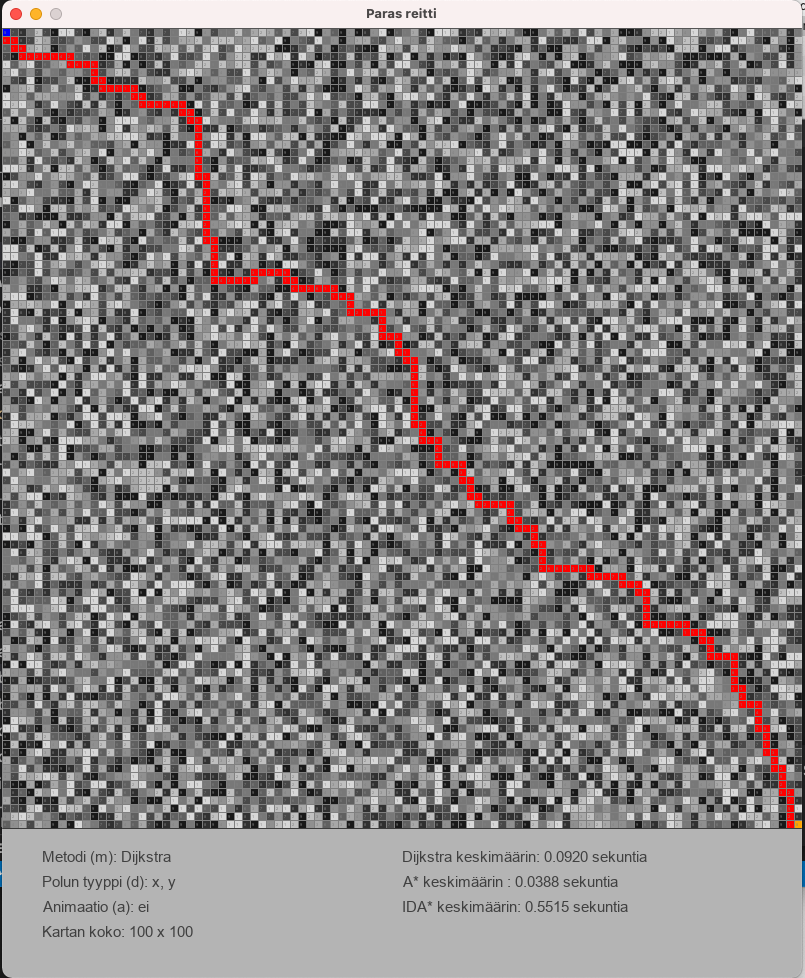 Paras reitti
Metodi (m): Dijkstra
Polun tyyppi (d): x, y
Animaatio (a): ei
Kartan koko: 100 x 100
Dijkstra keskimäärin: 0.0920 sekuntia
A* keskimäärin : 0.0388 sekuntia
IDA* keskimäärin: 0.5515 sekuntia